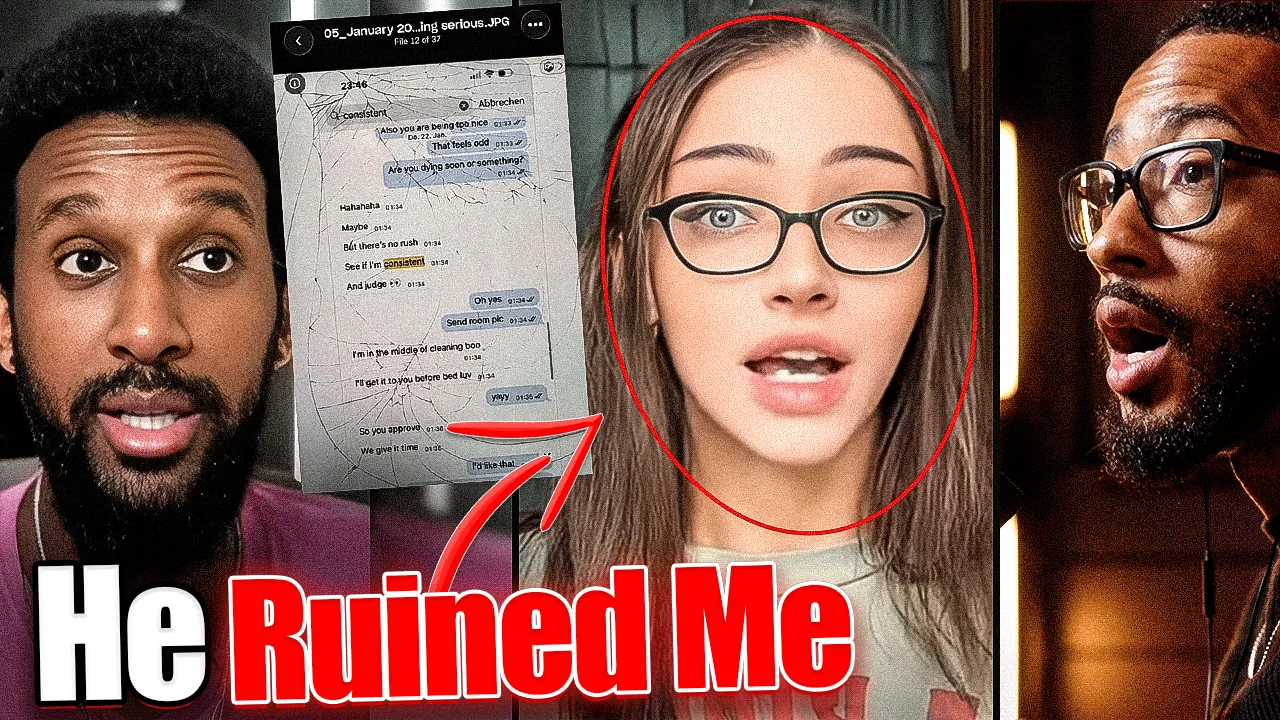 05_January 20...ing serious.JPG
File 12 of 37
23:46
consistent
Abbrechen
Also you are being too nice 01:33
Do. 22. Jan.
That feels odd 01:33
Are you dying soon or something?
01:34
Hahahaha 01:34
Maybe 01:34
But there's no rush 01:34
See if I'm consistent 01:34
And judge 👀 01:34
Oh yes 01:34
Send room pic 01:34
I'm in the middle of cleaning boo
01:34
I'll get it to you before bed luv 01:34
yayy 01:35
So you approve 01:35
We give it time 01:35
I'd like that
He Ruined Me